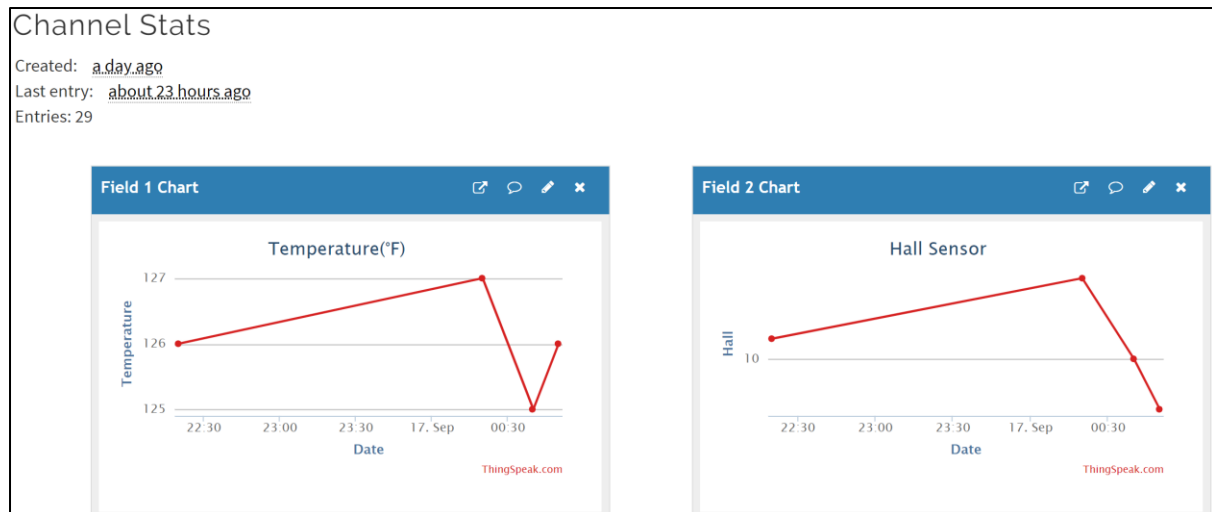 Channel Stats
Created: a day ago
Last entry: about 23 hours ago
Entries: 29
Field 1 Chart
Temperature(°F)
127
126
125
Temperature
22:30 23:00 23:30 17. Sep 00:30
Date
ThingSpeak.com
Field 2 Chart
Hall Sensor
10
Hall
22:30 23:00 23:30 17. Sep 00:30
Date
ThingSpeak.com